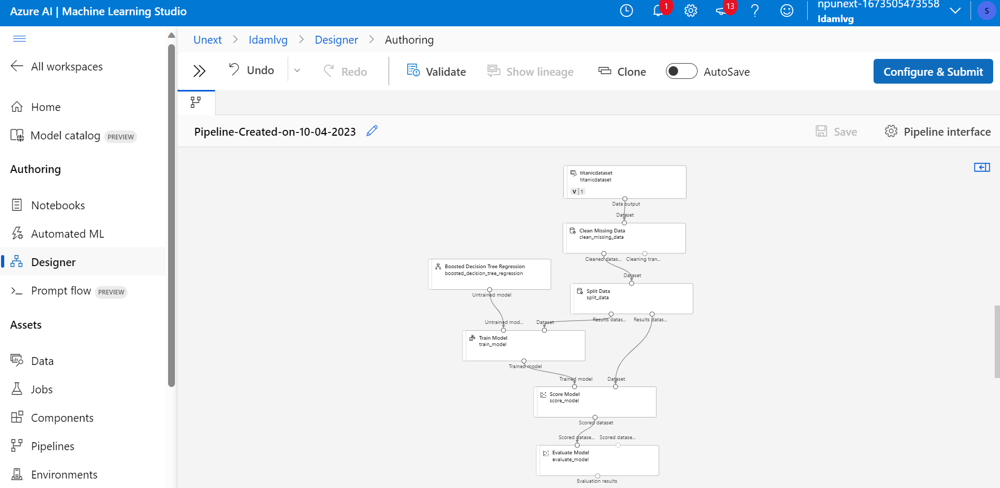 Azure AI | Machine Learning Studio
1
13
npunext-1673505473558
ldamlvg
S
All workspaces
Home
Model catalog PREVIEW
Authoring
Notebooks
Automated ML
Designer
Prompt flow PREVIEW
Assets
Data
Jobs
Components
Pipelines
Environments
Unext > ldamlvg > Designer > Authoring
Undo
Redo
Validate
Show lineage
Clone
AutoSave
Configure & Submit
Pipeline-Created-on-10-04-2023
Save
Pipeline interface
titanicdataset
titanicdataset
V | 1
Data output
Dataset
Clean Missing Data
clean_missing_data
Cleaned datas... Cleaning tran...
Boosted Decision Tree Regression
boosted_decision_tree_regression
Untrained model
Dataset
Split Data
split_data
Results datas... Results datas...
Untrained mod... Dataset
Train Model
train_model
Trained model
Trained model Dataset
Score Model
score_model
Scored dataset
Scored datase... Scored datase...
Evaluate Model
evaluate_model
Evaluation results